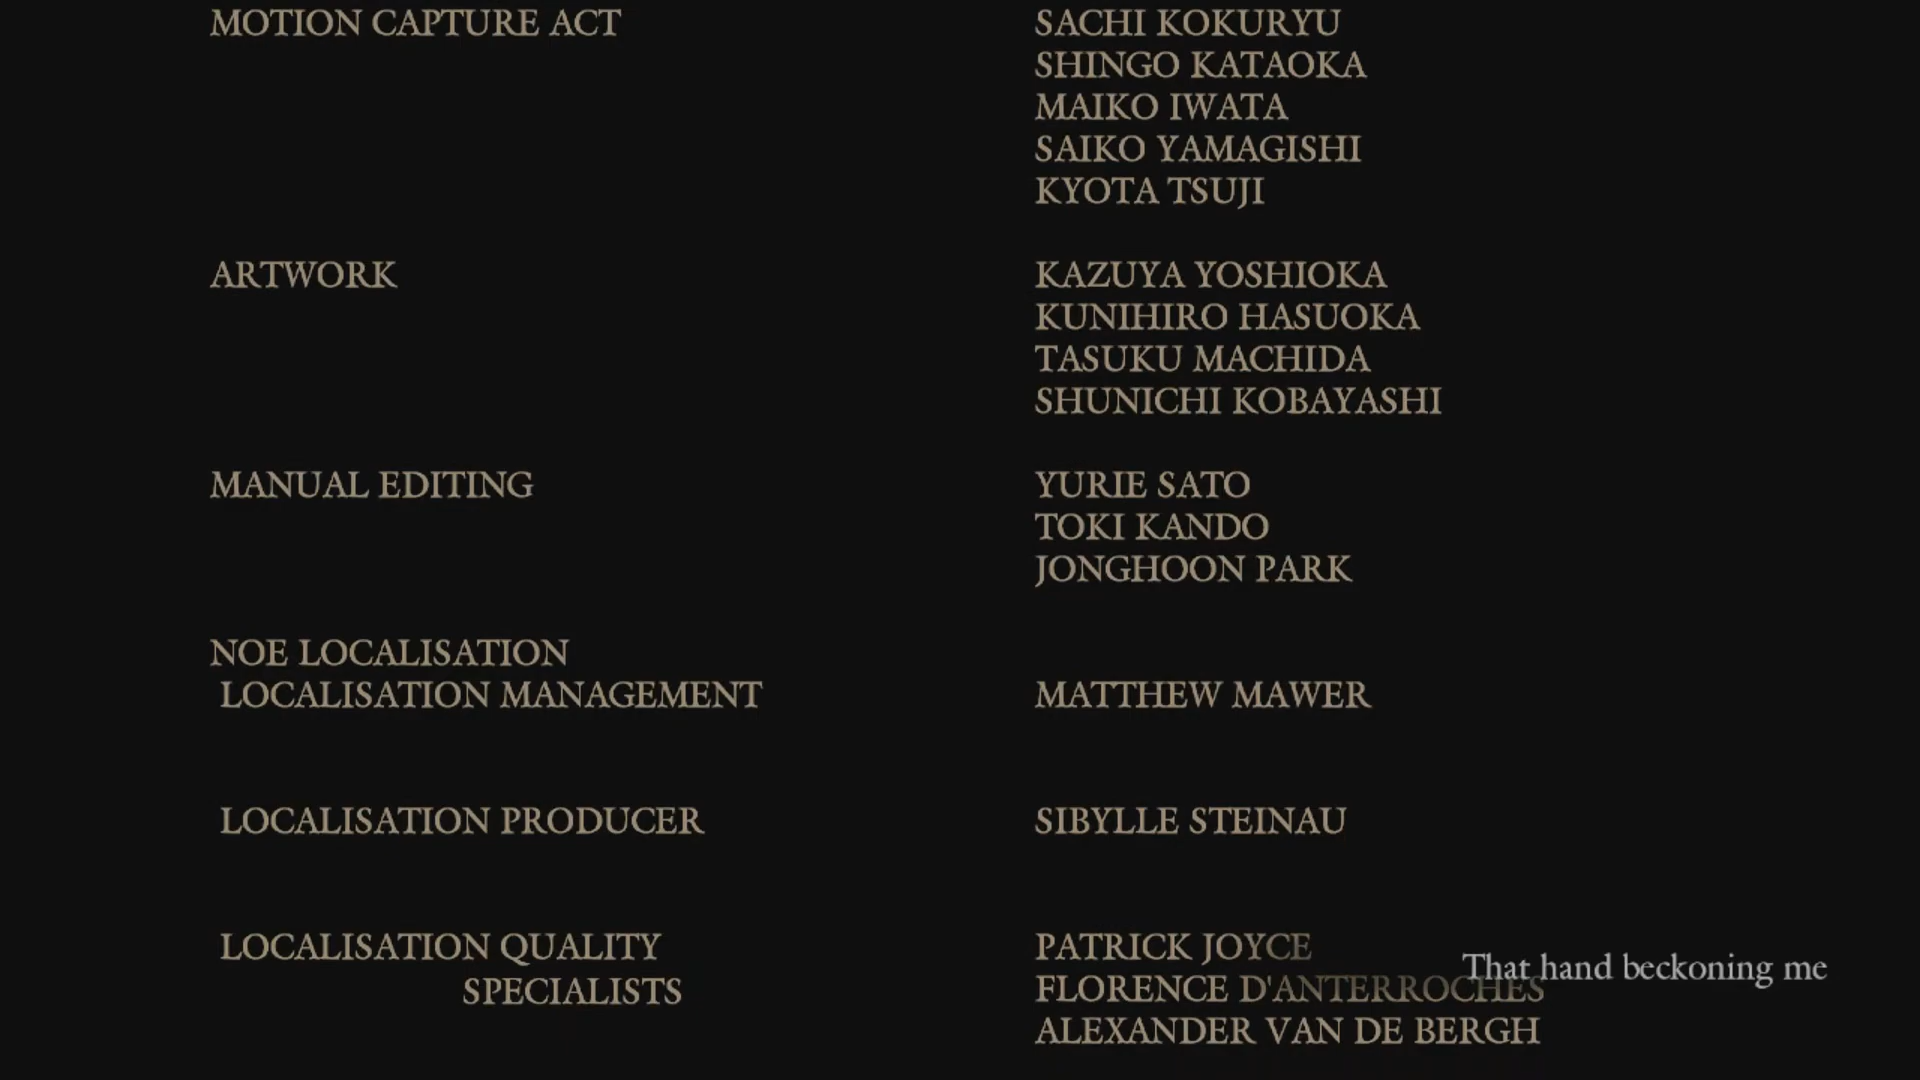 MOTION CAPTURE ACT SACHI KOKURYU
SHINGO KATAOKA
MAIKO IWATA
SAIKO YAMAGISHI
KYOTA TSUJI
ARTWORK KAZUYA YOSHIOKA
KUNIHIRO HASUOKA
TASUKU MACHIDA
SHUNICHI KOBAYASHI
MANUAL EDITING YURIE SATO
TOKI KANDO
JONGHOON PARK
NOE LOCALISATION
LOCALISATION MANAGEMENT MATTHEW MAWER
LOCALISATION PRODUCER SIBYLLE STEINAU
LOCALISATION QUALITY PATRICK JOYCE
SPECIALISTS FLORENCE D'ANTERROCHES
ALEXANDER VAN DE BERGH
That hand beckoning me